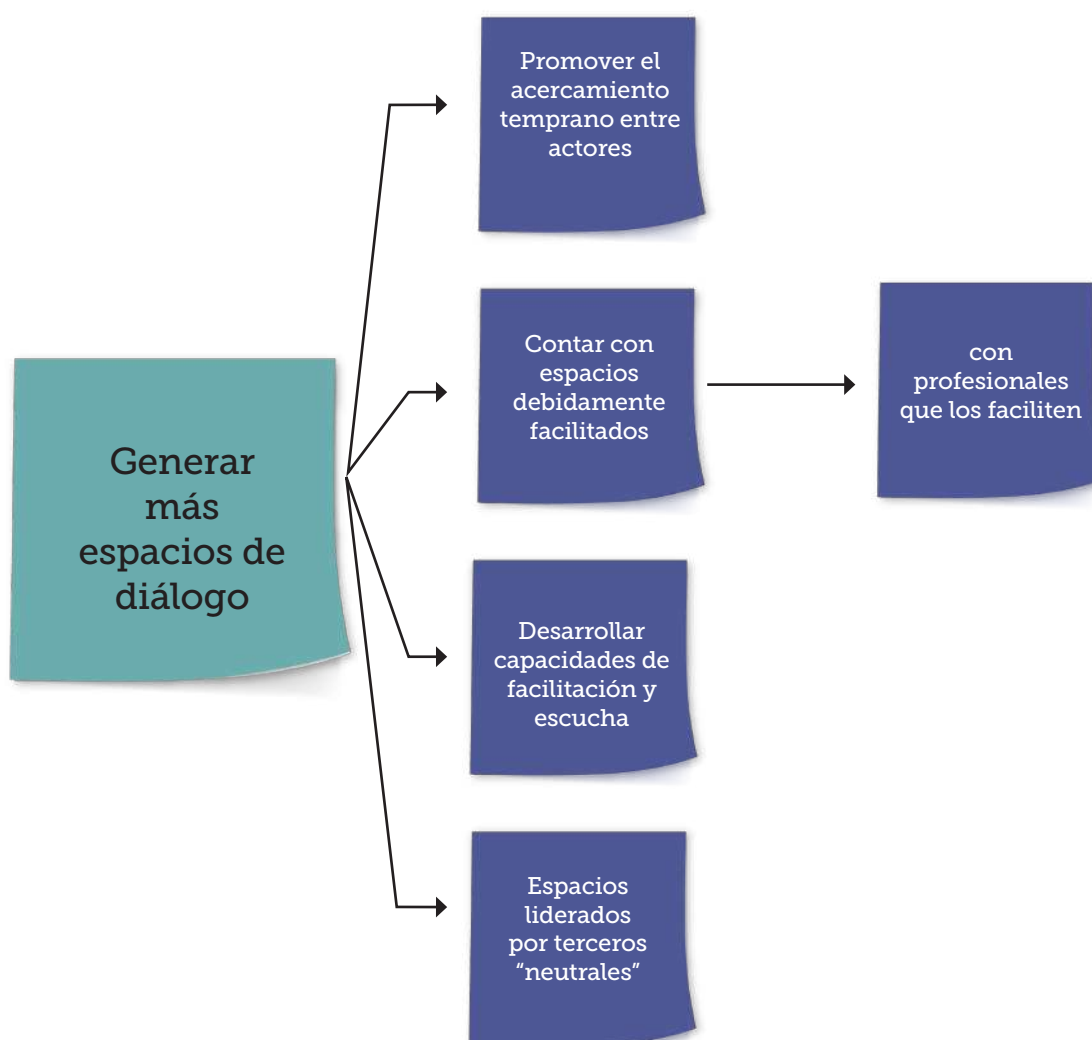 Generar
más
espacios de
diálogo
Promover el
acercamiento
temprano entre
actores
Contar con
espacios
debidamente
facilitados
con
profesionales
que los faciliten
Desarrollar
capacidades de
facilitación y
escucha
Espacios
liderados
por terceros
“neutrales”